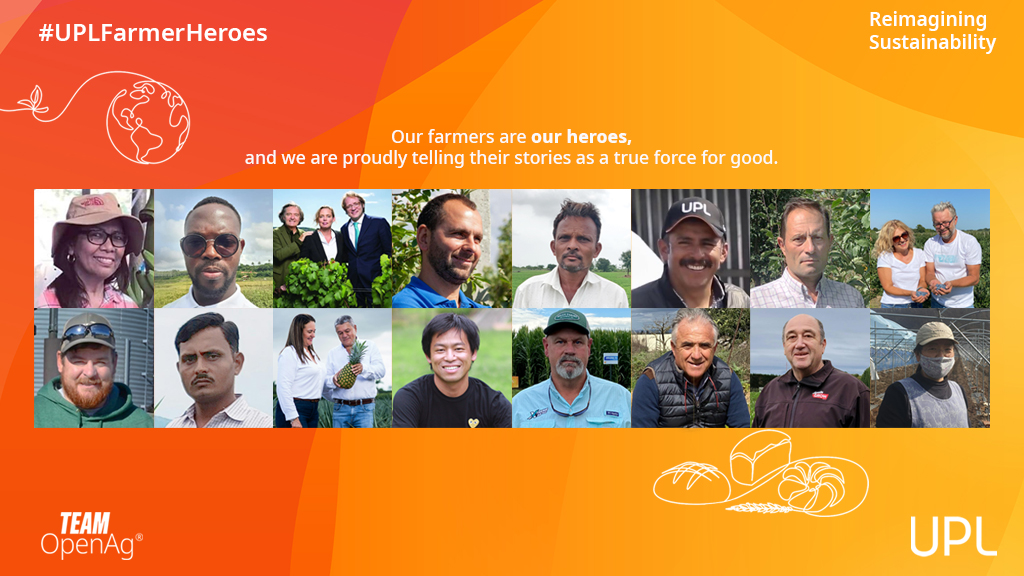 #UPLFarmerHeroes
Reimagining
Sustainability
Our farmers are our heroes,
and we are proudly telling their stories as a true force for good.
UPL
TEAM
OpenAg®
UPL